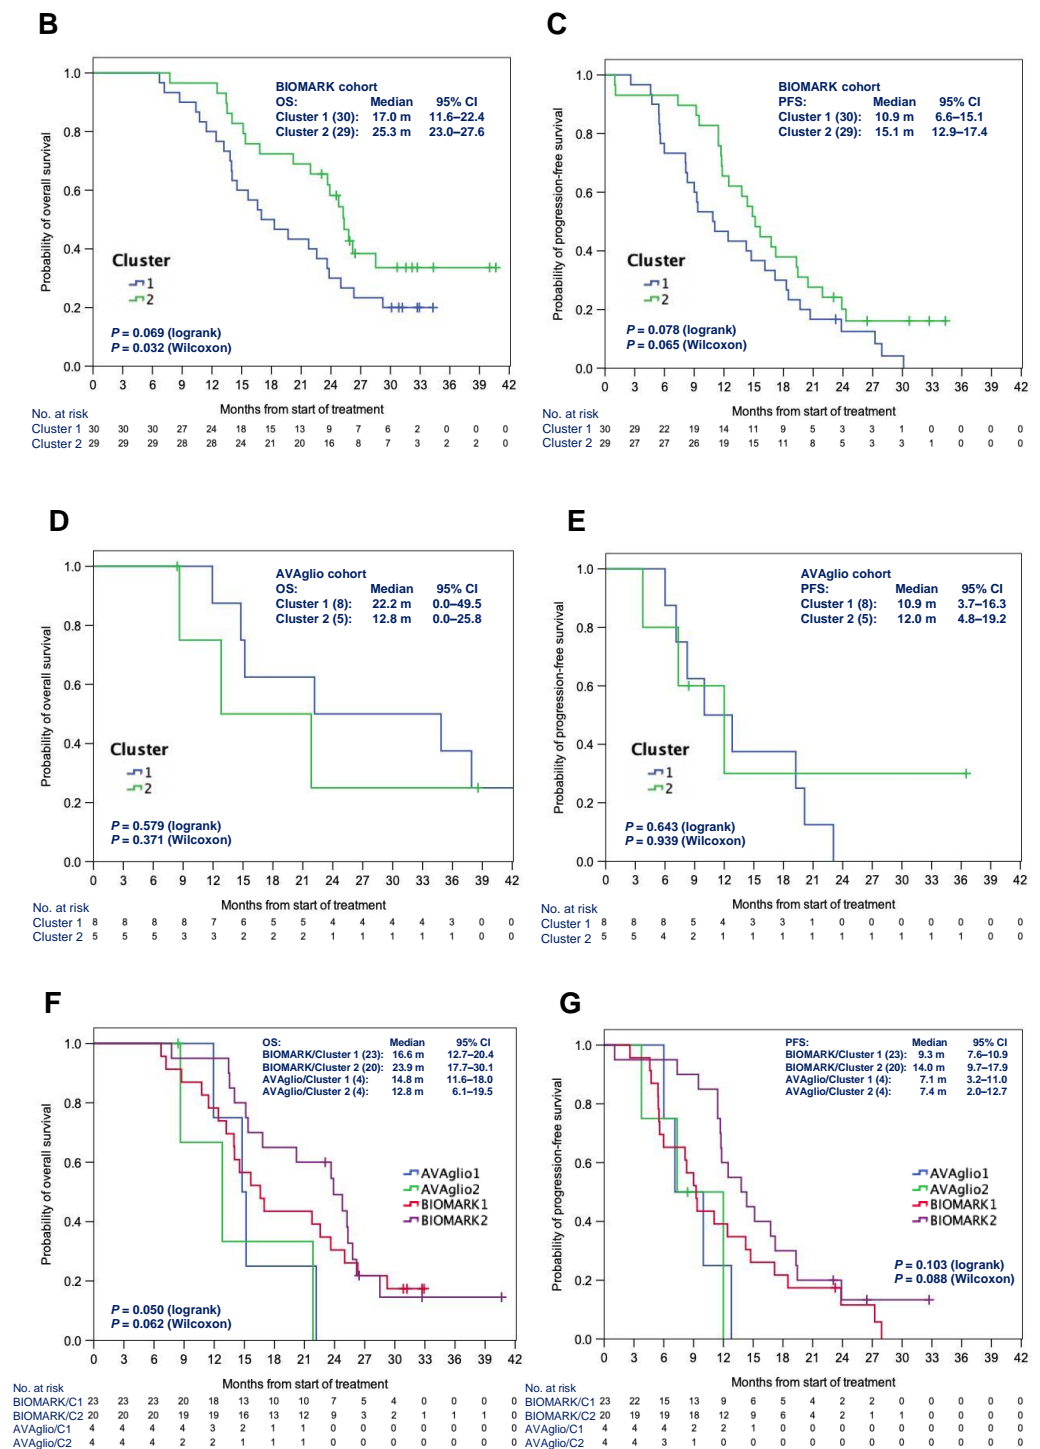 B
BIOMARK cohort
OS: Median 95% CI
Cluster 1 (30): 17.0 m 11.6–22.4
Cluster 2 (29): 25.3 m 23.0–27.6
Probability of overall survival
1.0
0.8
0.6
0.4
0.2
0.0
Cluster
1
2
P = 0.069 (logrank)
P = 0.032 (Wilcoxon)
0 3 6 9 12 15 18 21 24 27 30 33 36 39 42
Months from start of treatment
No. at risk
Cluster 1 30 30 30 27 24 18 15 13 9 7 6 2 0 0 0
Cluster 2 29 29 29 28 28 24 21 20 16 8 7 3 2 2 0
C
BIOMARK cohort
PFS: Median 95% CI
Cluster 1 (30): 10.9 m 6.6–15.1
Cluster 2 (29): 15.1 m 12.9–17.4
Probability of progression-free survival
1.0
0.8
0.6
0.4
0.2
0.0
Cluster
1
2
P = 0.078 (logrank)
P = 0.065 (Wilcoxon)
0 3 6 9 12 15 18 21 24 27 30 33 36 39 42
Months from start of treatment
No. at risk
Cluster 1 30 29 22 19 14 11 9 5 3 3 1 0 0 0 0
Cluster 2 29 27 27 26 19 15 11 8 5 3 3 1 0 0 0
D
AVAglio cohort
OS: Median 95% CI
Cluster 1 (8): 22.2 m 0.0–49.5
Cluster 2 (5): 12.8 m 0.0–25.8
Probability of overall survival
1.0
0.8
0.6
0.4
0.2
0.0
Cluster
1
2
P = 0.579 (logrank)
P = 0.371 (Wilcoxon)
0 3 6 9 12 15 18 21 24 27 30 33 36 39 42
Months from start of treatment
No. at risk
Cluster 1 8 8 8 8 7 6 5 5 4 4 4 4 3 0 0
Cluster 2 5 5 5 3 3 2 2 2 1 1 1 1 1 0 0
E
AVAglio cohort
PFS: Median 95% CI
Cluster 1 (8): 10.9 m 3.7–16.3
Cluster 2 (5): 12.0 m 4.8–19.2
Probability of progression-free survival
1.0
0.8
0.6
0.4
0.2
0.0
Cluster
1
2
P = 0.643 (logrank)
P = 0.939 (Wilcoxon)
0 3 6 9 12 15 18 21 24 27 30 33 36 39 42
Months from start of treatment
No. at risk
Cluster 1 8 8 8 5 4 3 3 1 0 0 0 0 0 0 0
Cluster 2 5 5 4 2 1 1 1 1 1 1 1 1 1 0 0
F
OS: Median 95% CI
BIOMARK/Cluster 1 (23): 16.6 m 12.7–20.4
BIOMARK/Cluster 2 (20): 23.9 m 17.7–30.1
AVAglio/Cluster 1 (4): 14.8 m 11.6–18.0
AVAglio/Cluster 2 (4): 12.8 m 6.1–19.5
Probability of overall survival
1.0
0.8
0.6
0.4
0.2
0.0
AVAglio1
AVAglio2
BIOMARK1
BIOMARK2
P = 0.050 (logrank)
P = 0.062 (Wilcoxon)
0 3 6 9 12 15 18 21 24 27 30 33 36 39 42
Months from start of treatment
No. at risk
BIOMARK/C1 23 23 23 20 18 13 10 10 7 5 4 0 0 0 0
BIOMARK/C2 20 20 20 19 19 16 13 12 9 3 2 1 1 1 0
AVAglio/C1 4 4 4 4 3 2 1 1 0 0 0 0 0 0 0
AVAglio/C2 4 4 4 2 2 1 1 1 0 0 0 0 0 0 0
G
PFS: Median 95% CI
BIOMARK/Cluster 1 (23): 9.3 m 7.6–10.9
BIOMARK/Cluster 2 (20): 14.0 m 9.7–17.9
AVAglio/Cluster 1 (4): 7.1 m 3.2–11.0
AVAglio/Cluster 2 (4): 7.4 m 2.0–12.7
Probability of progression-free survival
1.0
0.8
0.6
0.4
0.2
0.0
AVAglio1
AVAglio2
BIOMARK1
BIOMARK2
P = 0.103 (logrank)
P = 0.088 (Wilcoxon)
0 3 6 9 12 15 18 21 24 27 30 33 36 39 42
Months from start of treatment
No. at risk
BIOMARK/C1 23 22 15 13 9 6 5 4 2 2 0 0 0 0 0
BIOMARK/C2 20 19 19 18 12 9 6 4 2 1 1 0 0 0 0
AVAglio/C1 4 4 4 2 2 1 0 0 0 0 0 0 0 0 0
AVAglio/C2 4 4 3 1 0 0 0 0 0 0 0 0 0 0 0